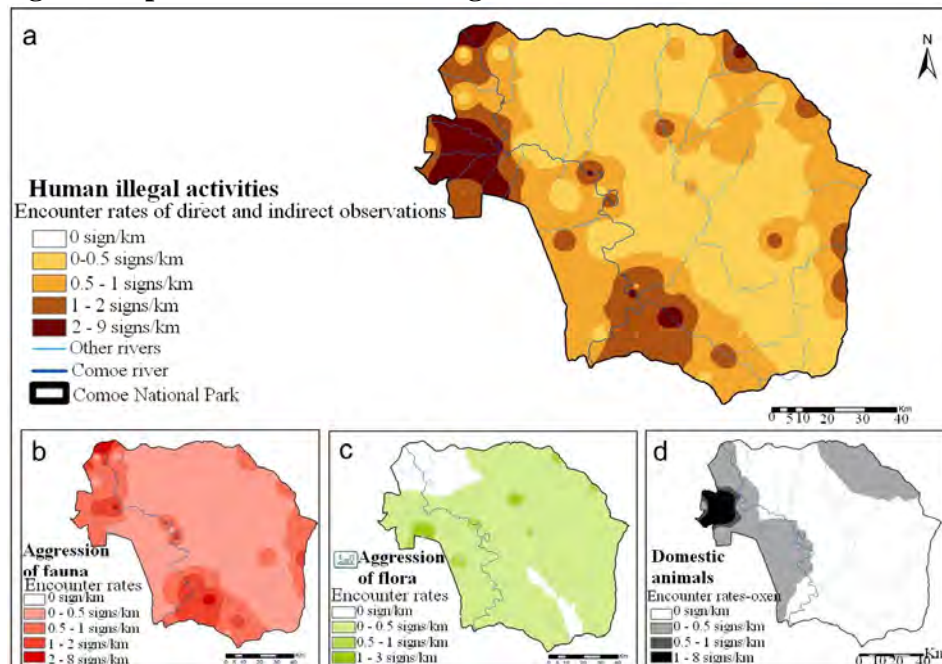 a
N
Human illegal activities
Encounter rates of direct and indirect observations
0 sign/km
0-0.5 signs/km
0.5 - 1 signs/km
1 - 2 signs/km
2 - 9 signs/km
Other rivers
Comoe river
Comoe National Park
Km
0 5 10 20 30 40
b
Aggression
of fauna
Encounter rates
0 sign/km
0 - 0.5 signs/km
0.5 - 1 signs/km
1 - 2 signs/km
2 - 8 signs/km
Km
c
Aggression
of flora
Encounter rates
0 sign/km
0 - 0.5 signs/km
0.5 - 1 signs/km
1 - 3 signs/km
Km
d
Domestic
animals
Encounter rates-oxen
0 sign/km
0 - 0.5 signs/km
0.5 - 1 signs/km
1 - 8 signs/km
Km